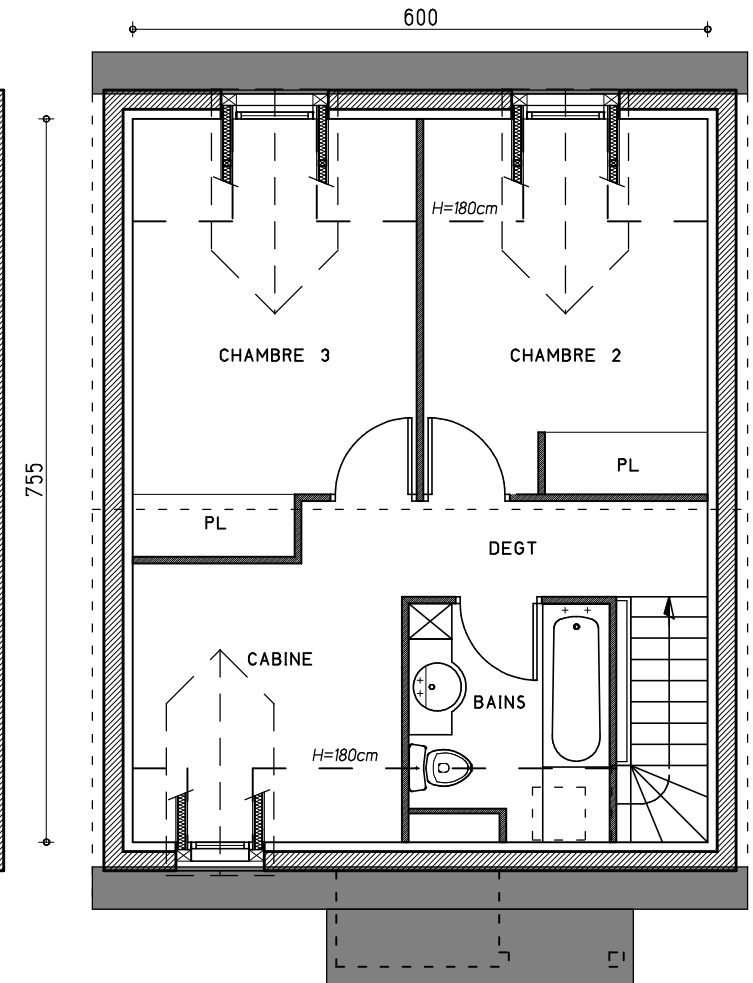 600
H=180cm
CHAMBRE 3
CHAMBRE 2
755
PL
PL
DEGT
CABINE
BAINS
H=180cm